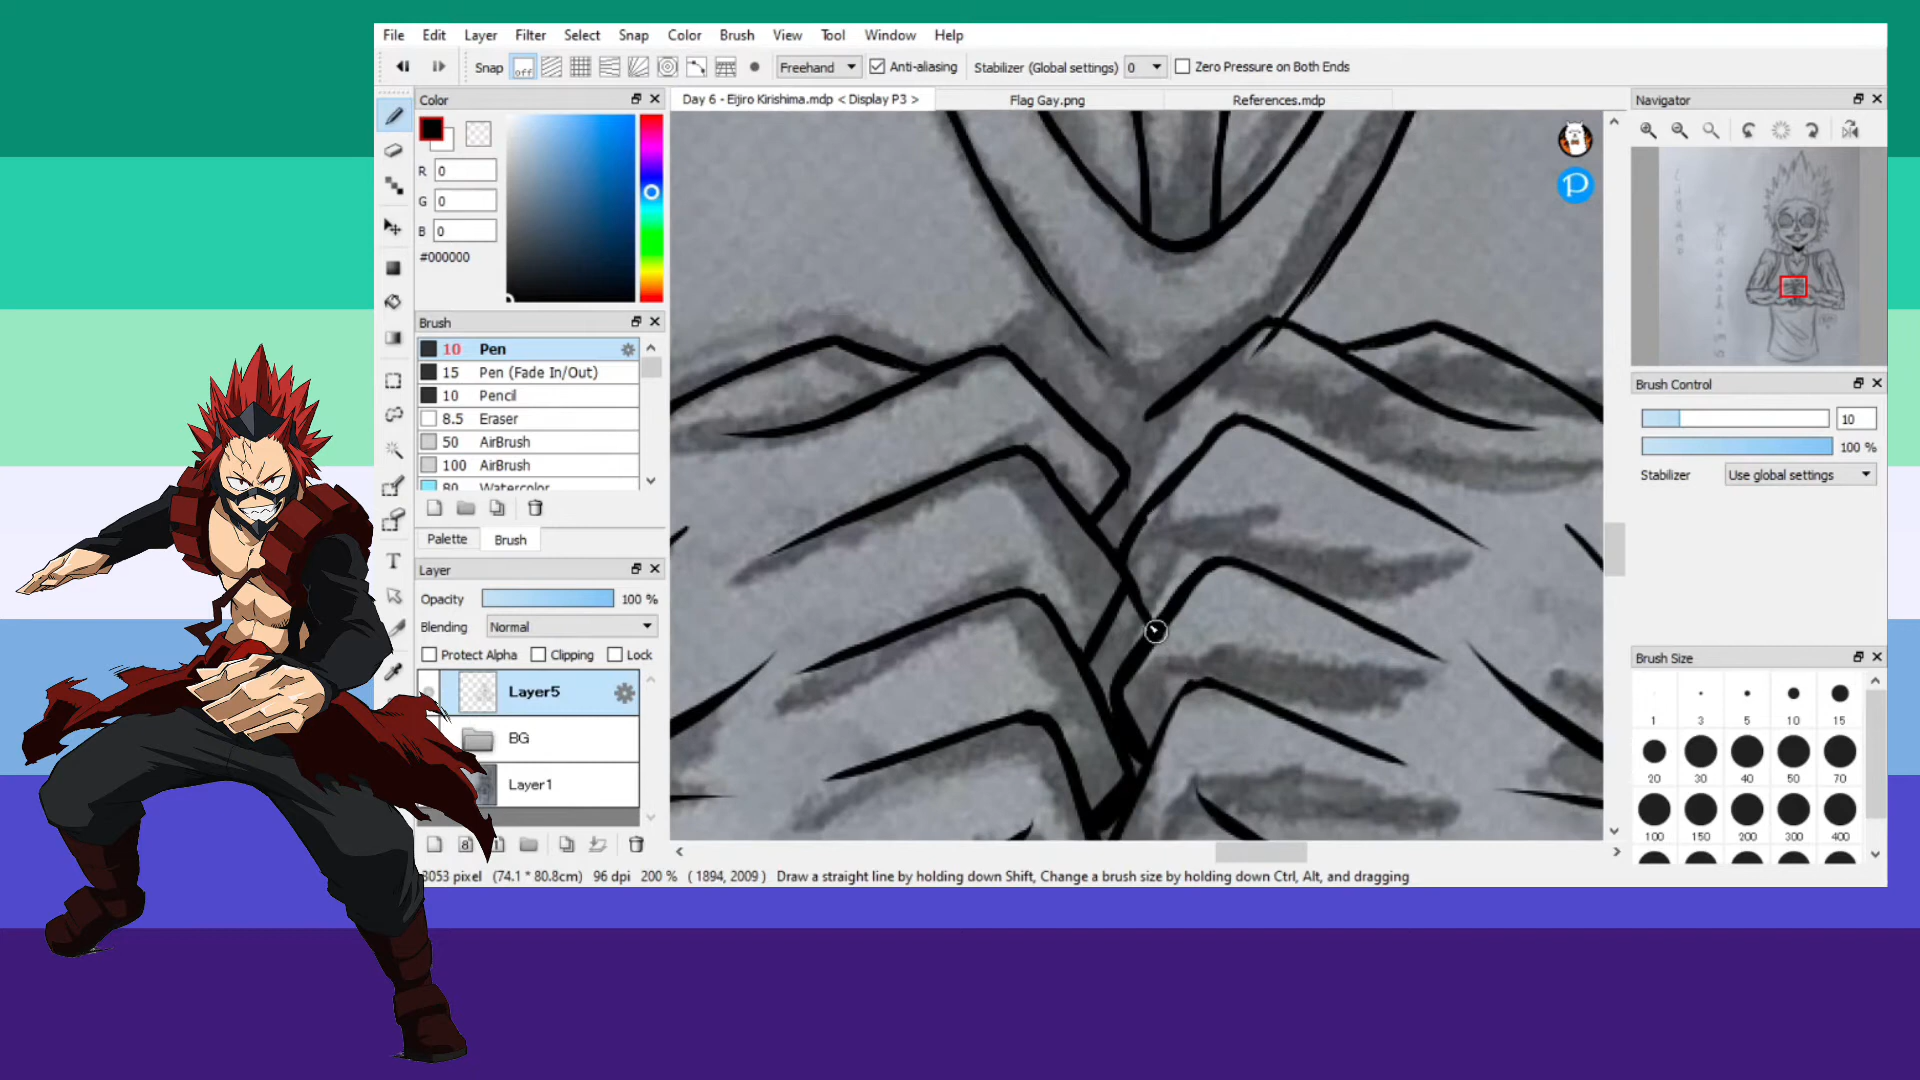 File Edit Layer Filter Select Snap Color Brush View Tool Window Help
Snap off Freehand Anti-aliasing Stabilizer (Global settings) 0 Zero Pressure on Both Ends
Color
Day 6 - Eijiro Kirishima.mdp < Display P3 >
Flag Gay.png
References.mdp
Navigator
R 0
G 0
B 0
#000000
Brush
10 Pen
15 Pen (Fade In/Out)
10 Pencil
8.5 Eraser
50 AirBrush
100 AirBrush
80 Watercolor
Palette Brush
Layer
Opacity 100 %
Blending Normal
Protect Alpha Clipping Lock
Layer5
BG
Layer1
Brush Control
10
100 %
Stabilizer Use global settings
Brush Size
1 3 5 10 15
20 30 40 50 70
100 150 200 300 400
3053 pixel (74.1 * 80.8cm) 96 dpi 200 % ( 1894, 2009 ) Draw a straight line by holding down Shift, Change a brush size by holding down Ctrl, Alt, and dragging